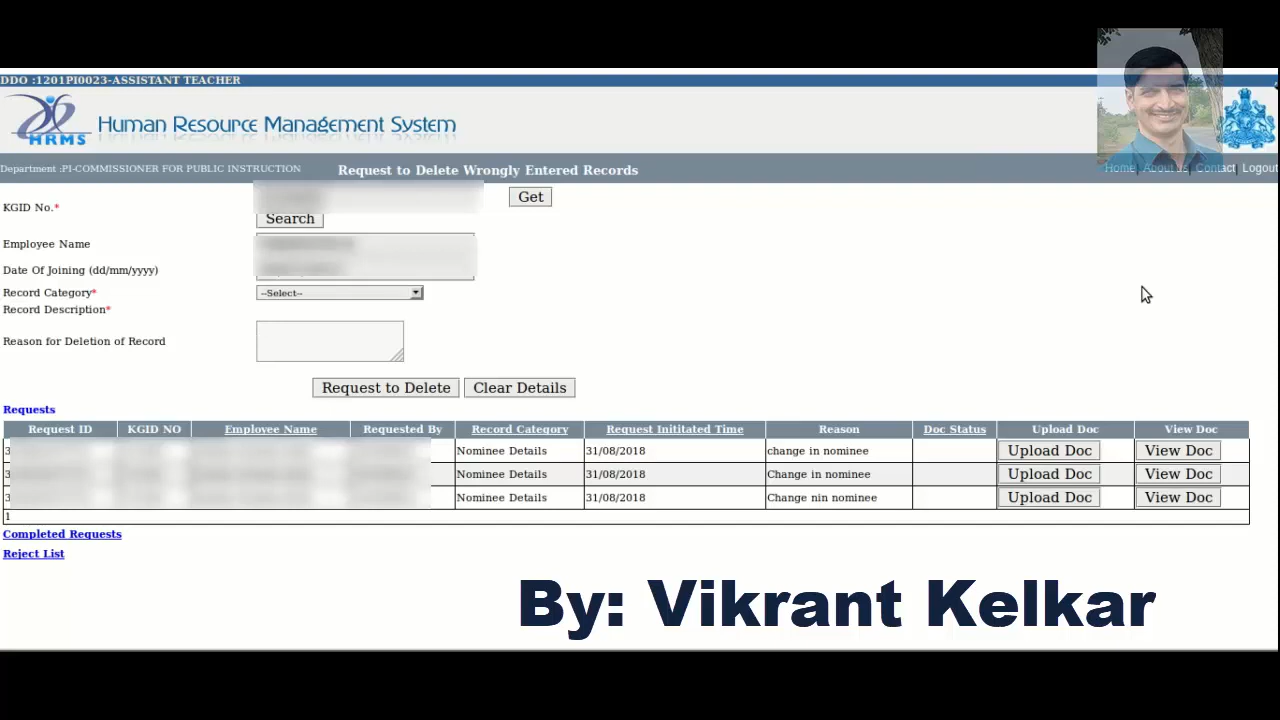 DDO :1201PI0023-ASSISTANT TEACHER
HRMS Human Resource Management System
Department :PI-COMMISSIONER FOR PUBLIC INSTRUCTION Request to Delete Wrongly Entered Records Home| About us| Contact| Logout
KGID No.* Get
Search
Employee Name
Date Of Joining (dd/mm/yyyy)
Record Category* --Select--
Record Description*
Reason for Deletion of Record
Request to Delete Clear Details
Requests
Request ID KGID NO Employee Name Requested By Record Category Request Inititated Time Reason Doc Status Upload Doc View Doc
3 Nominee Details 31/08/2018 change in nominee Upload Doc View Doc
3 Nominee Details 31/08/2018 Change in nominee Upload Doc View Doc
3 Nominee Details 31/08/2018 Change nin nominee Upload Doc View Doc
1
Completed Requests
Reject List
By: Vikrant Kelkar